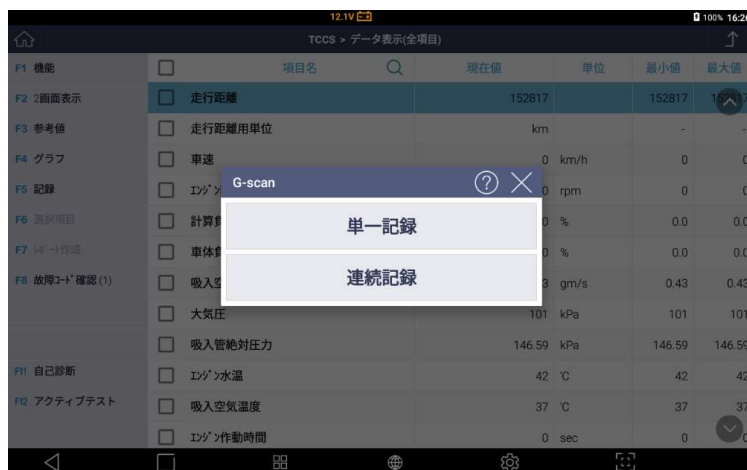 12.1V
100% 16:26
TCCS > データ表示(全項目)
F1 機能
項目名 現在値 単位 最小値 最大値
F2 2画面表示
走行距離 152817 152817
F3 参考値
走行距離用単位 km - -
F4 グラフ
車速 0 km/h 0 0
F5 記録
0 rpm 0 0
G-scan
単一記録
連続記録
F6 選択項目
% 0.0 0.0
F7 ﾚﾎﾟｰﾄ作成
% 0.0 0.0
F8 故障ｺｰﾄﾞ確認 (1)
gm/s 0.43 0.43
大気圧 101 kPa 101 101
吸入管絶対圧力 146.59 kPa 146.59 146.59
F11 自己診断
ｴﾝｼﾞﾝ水温 42 ℃ 42 42
F12 アクティブテスト
吸入空気温度 37 ℃ 37 37
ｴﾝｼﾞﾝ作動時間 0 sec 0